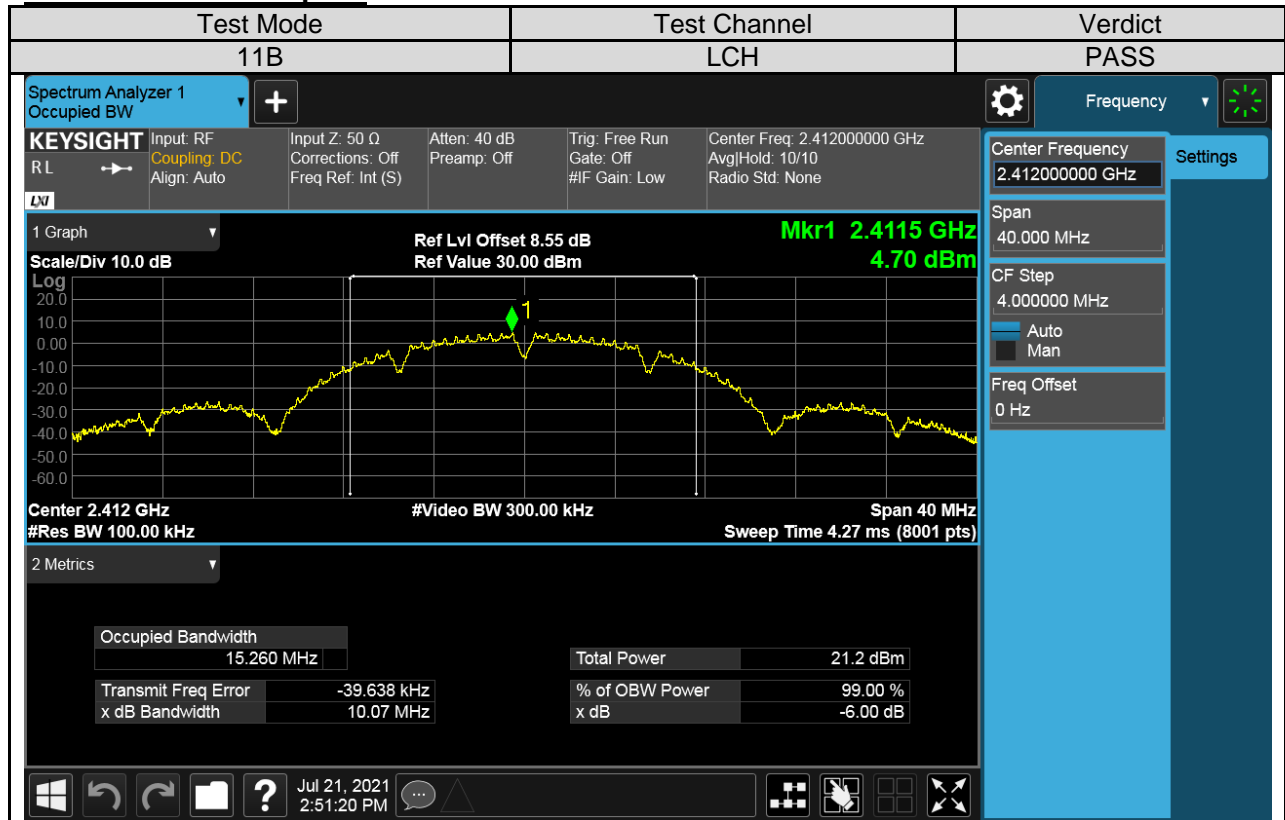 Test Mode Test Channel Verdict
11B LCH PASS
Spectrum Analyzer 1
Occupied BW
Frequency
KEYSIGHT
RL
LXI
Input: RF
Coupling: DC
Align: Auto
Input Z: 50 Ω
Corrections: Off
Freq Ref: Int (S)
Atten: 40 dB
Preamp: Off
Trig: Free Run
Gate: Off
#IF Gain: Low
Center Freq: 2.412000000 GHz
Avg|Hold: 10/10
Radio Std: None
Center Frequency
2.412000000 GHz
Settings
Span
40.000 MHz
CF Step
4.000000 MHz
Auto
Man
Freq Offset
0 Hz
1 Graph
Scale/Div 10.0 dB
Ref Lvl Offset 8.55 dB
Ref Value 30.00 dBm
Mkr1 2.4115 GHz
4.70 dBm
Log
20.0
10.0
0.00
-10.0
-20.0
-30.0
-40.0
-50.0
-60.0
1
Center 2.412 GHz
#Res BW 100.00 kHz
#Video BW 300.00 kHz
Span 40 MHz
Sweep Time 4.27 ms (8001 pts)
2 Metrics
Occupied Bandwidth
15.260 MHz
Total Power 21.2 dBm
Transmit Freq Error -39.638 kHz
% of OBW Power 99.00 %
x dB Bandwidth 10.07 MHz
x dB -6.00 dB
?
Jul 21, 2021
2:51:20 PM